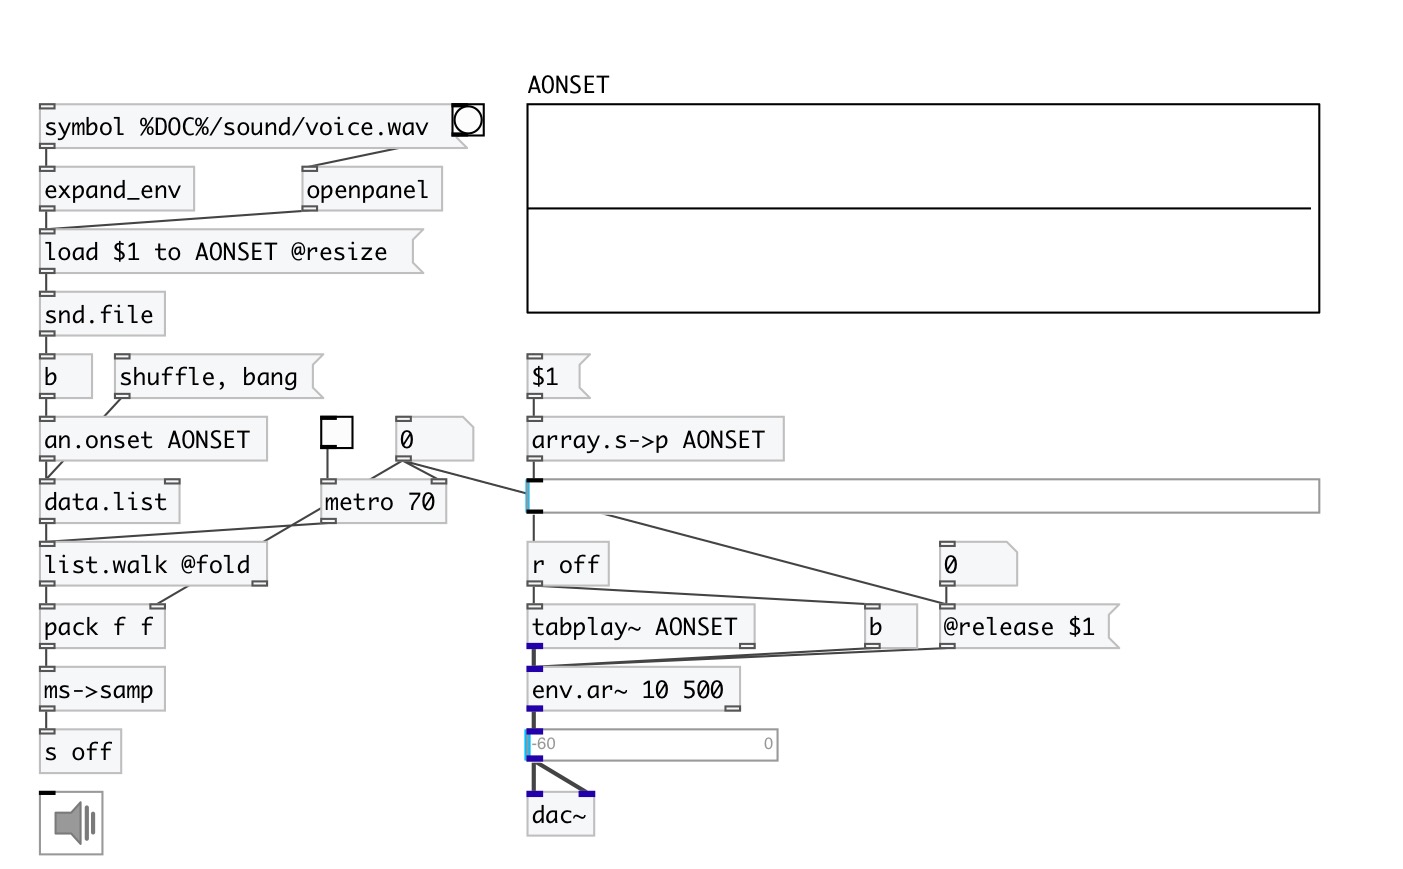 AONSET
symbol %DOC%/sound/voice.wav
expand_env
openpanel
load $1 to AONSET @resize
snd.file
b
shuffle, bang
$1
an.onset AONSET
0
array.s->p AONSET
data.list
metro 70
list.walk @fold
r off
0
pack f f
tabplay~ AONSET
b
@release $1
ms->samp
env.ar~ 10 500
s off
-60
0
dac~